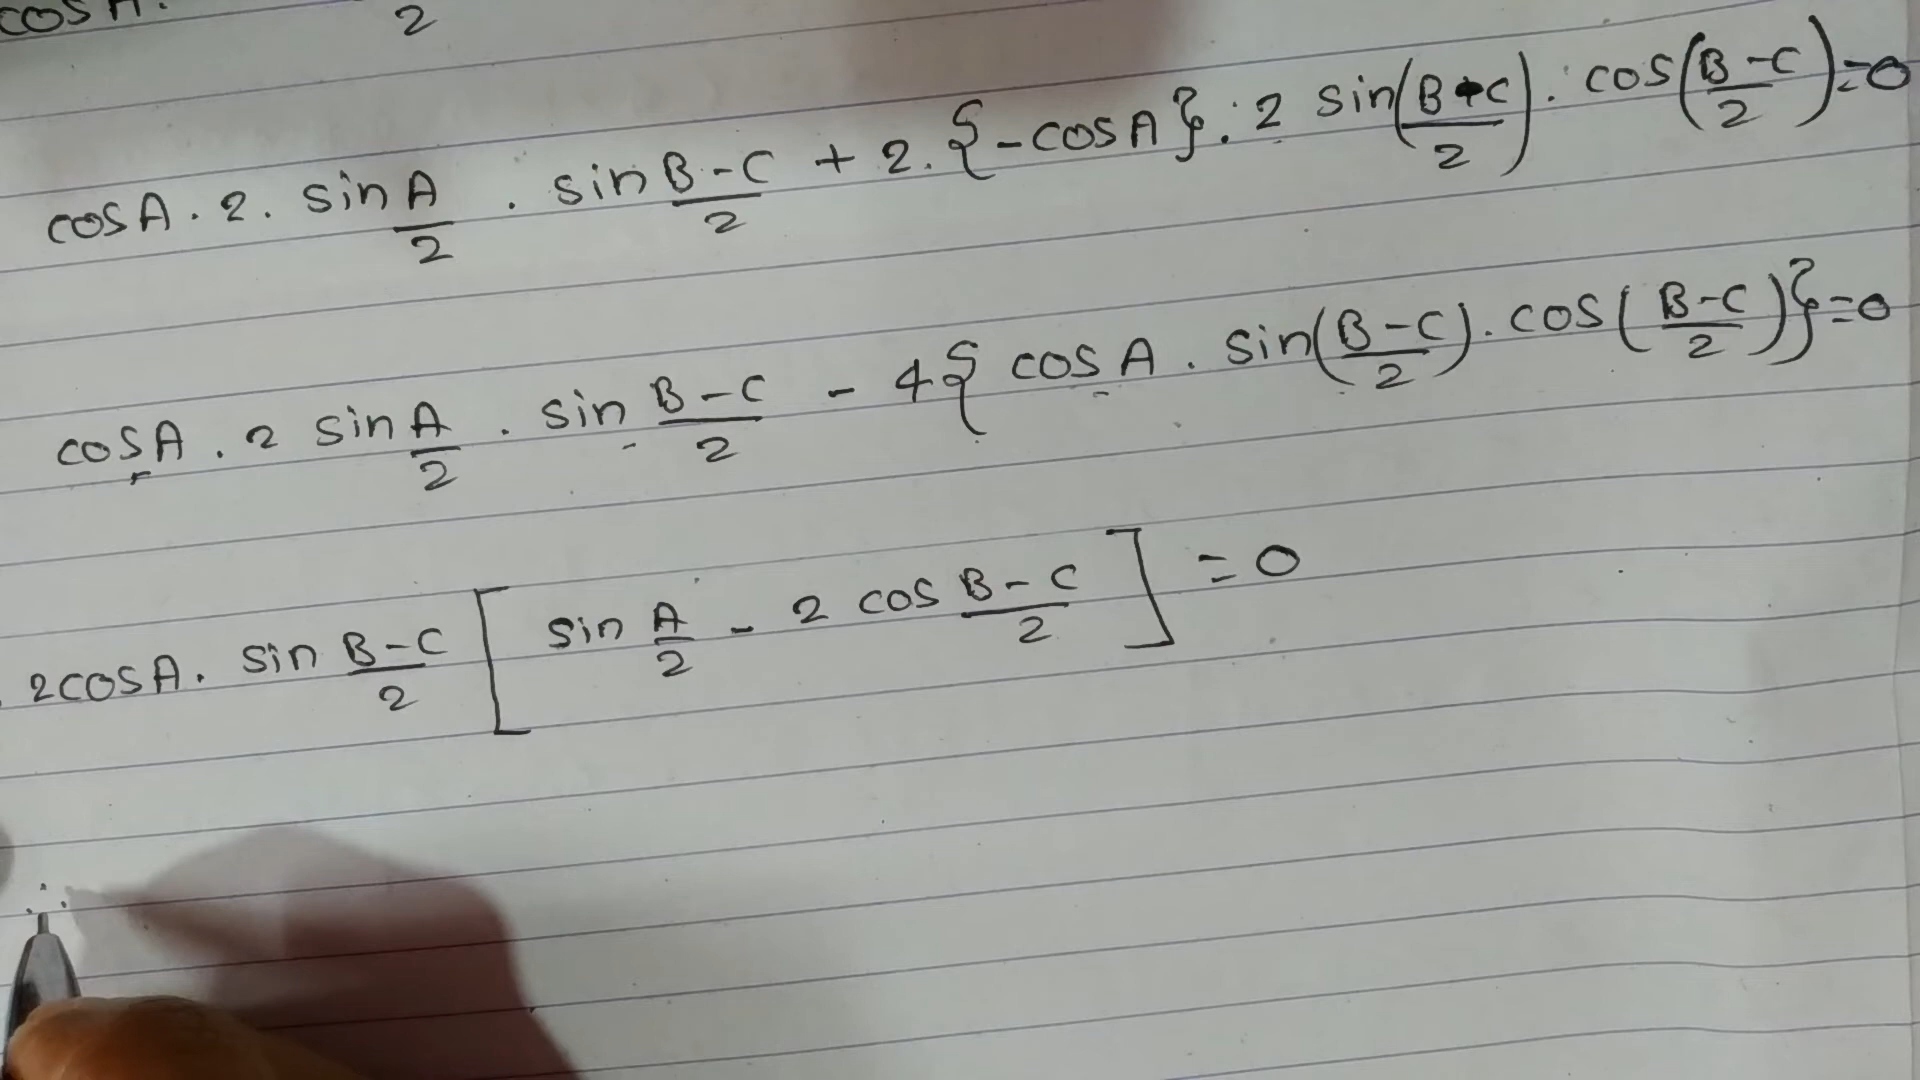 cos A. 2
cos A . 2 . sin A/2 . sin B-C/2 + 2 . {-cos A} . 2 sin(B-C/2) . cos(B-C/2) = 0
cos A . 2 sin A/2 . sin B-C/2 - 4{cos A . sin(B-C/2) . cos(B-C/2)} = 0
2cos A . sin B-C/2 [sin A/2 - 2 cos B-C/2] = 0
∴